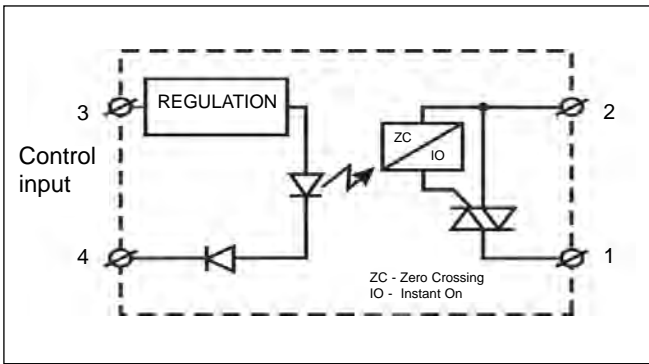 3
REGULATION
2
ZC
IO
Control
input
4
1
ZC - Zero Crossing
IO - Instant On